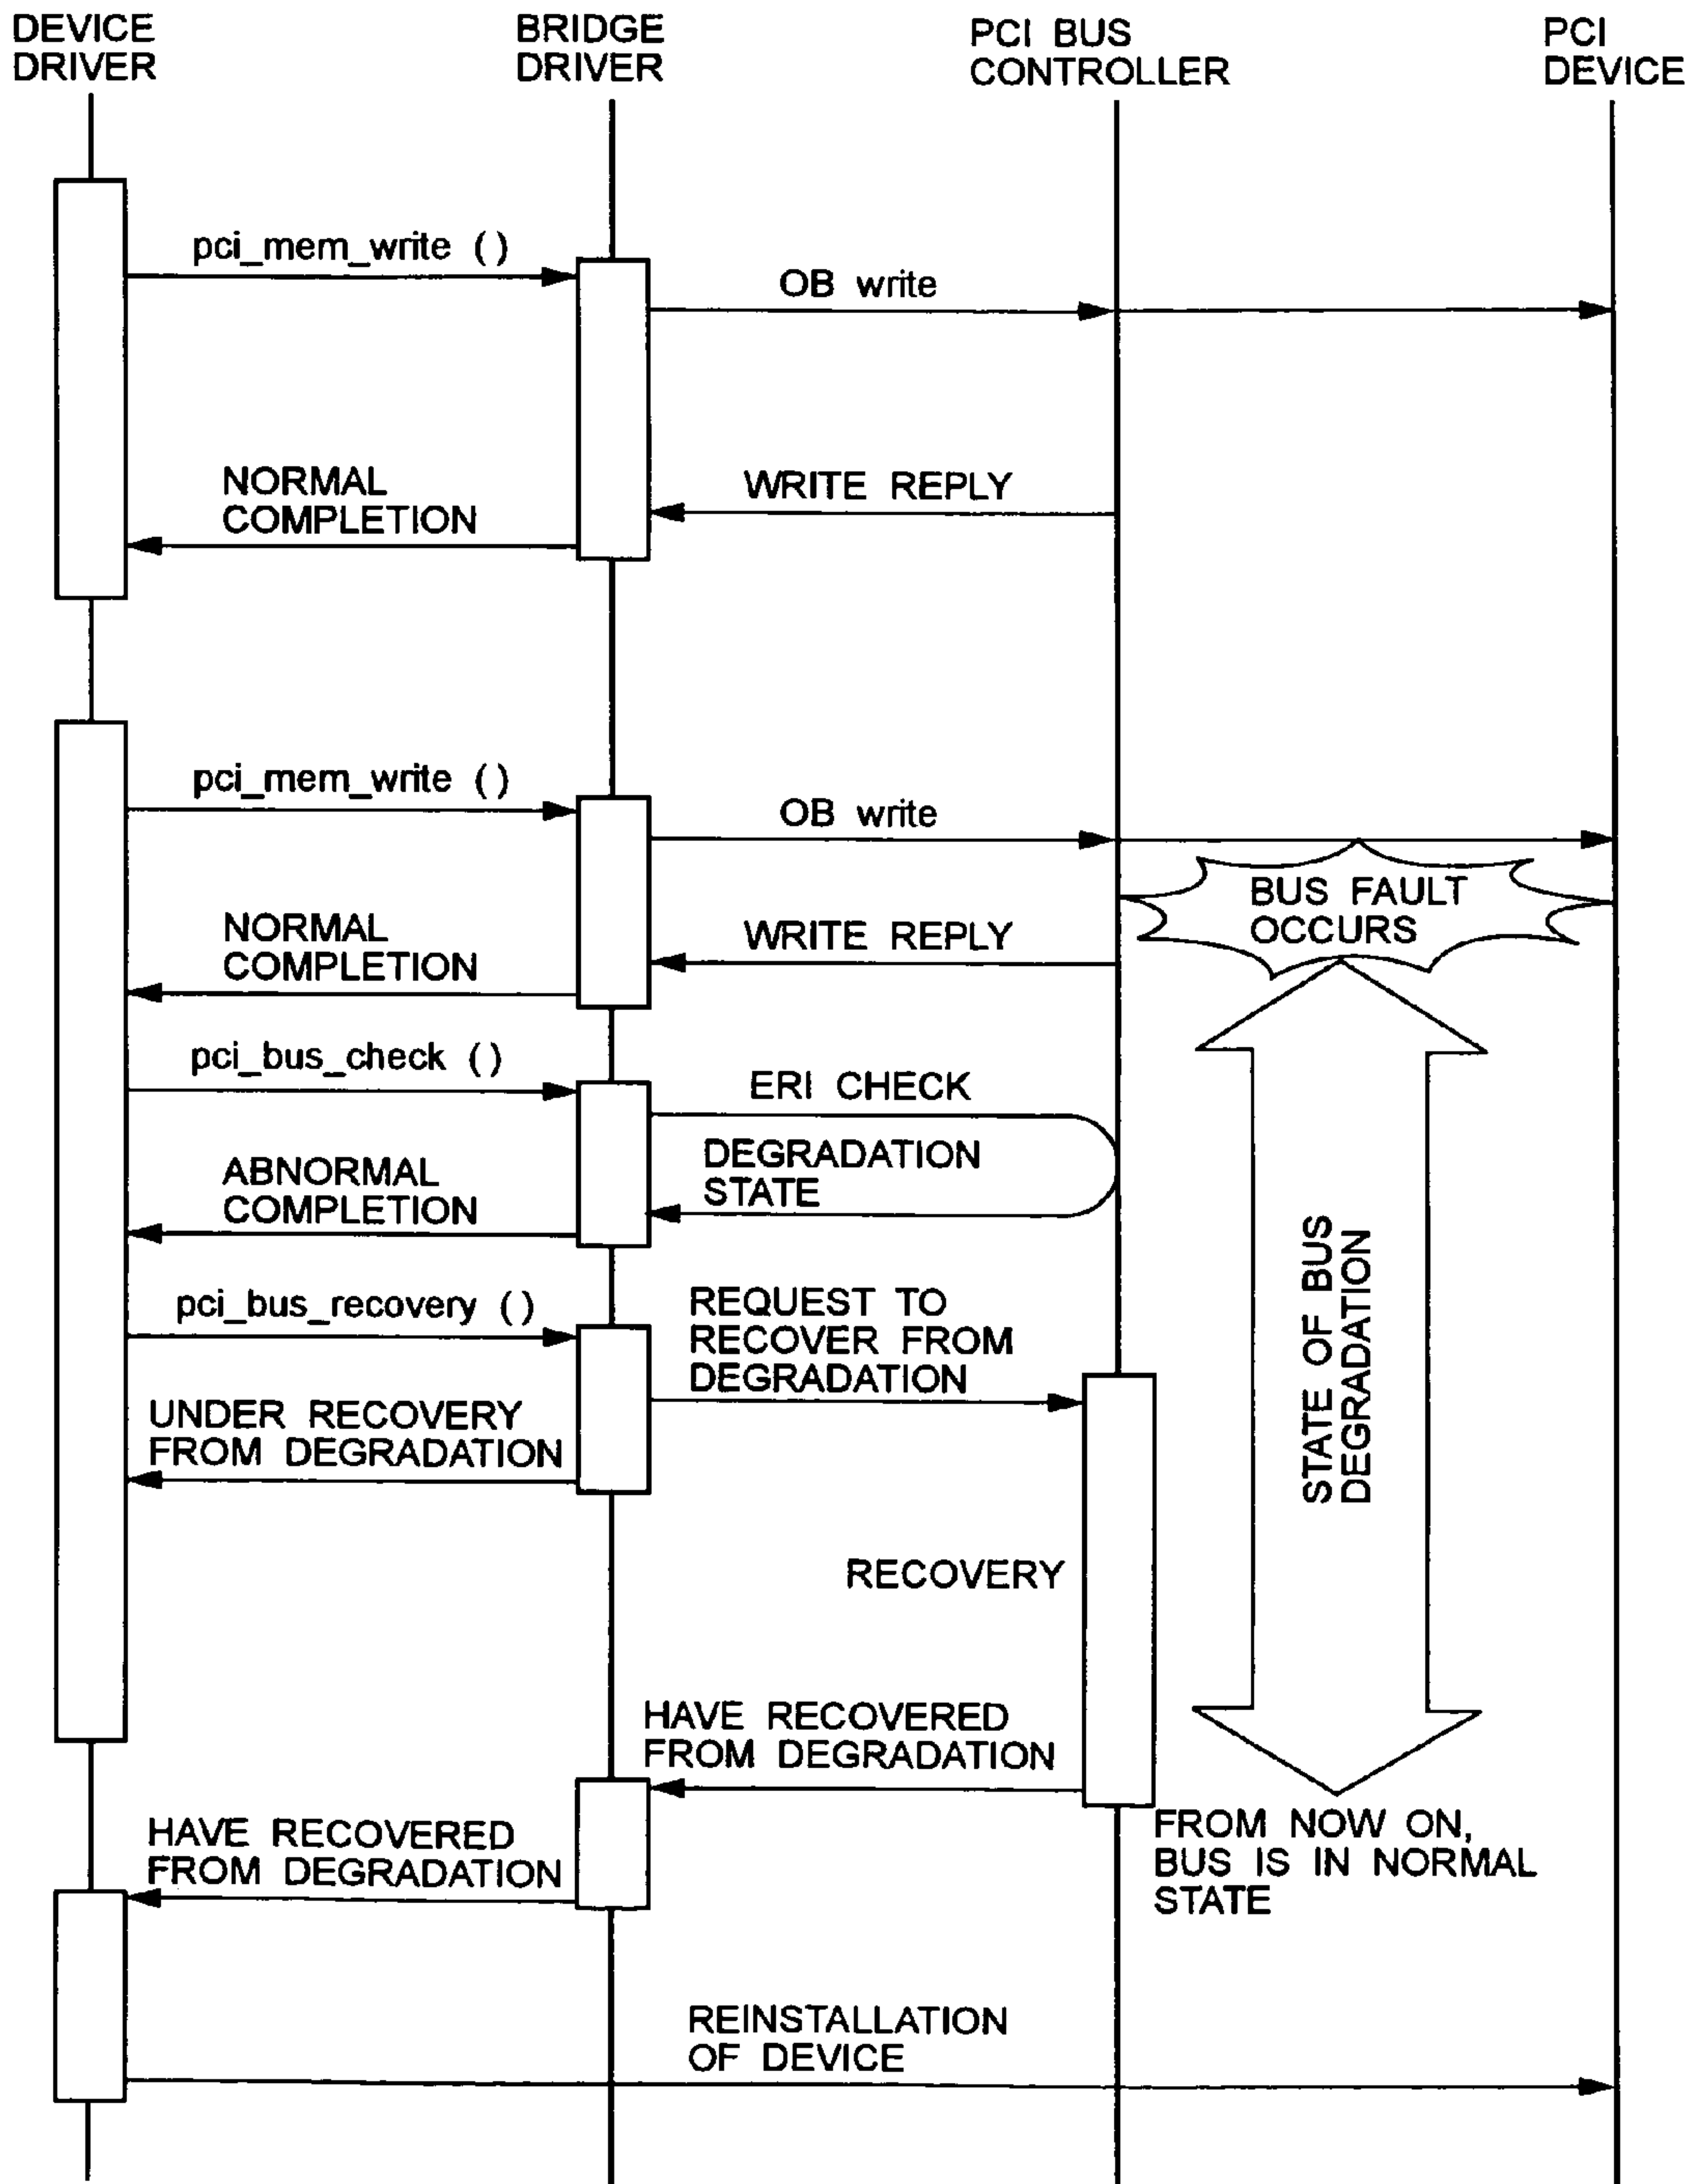 DEVICE
DRIVER
BRIDGE
DRIVER
PCI BUS
CONTROLLER
PCI
DEVICE
pci_mem_write ()
OB write
NORMAL
COMPLETION
WRITE REPLY
pci_mem_write ()
OB write
BUS FAULT
OCCURS
NORMAL
COMPLETION
WRITE REPLY
pci_bus_check ()
ERI CHECK
DEGRADATION
STATE
ABNORMAL
COMPLETION
STATE OF BUS
DEGRADATION
pci_bus_recovery ()
REQUEST TO
RECOVER FROM
DEGRADATION
UNDER RECOVERY
FROM DEGRADATION
RECOVERY
HAVE RECOVERED
FROM DEGRADATION
HAVE RECOVERED
FROM DEGRADATION
FROM NOW ON,
BUS IS IN NORMAL
STATE
REINSTALLATION
OF DEVICE